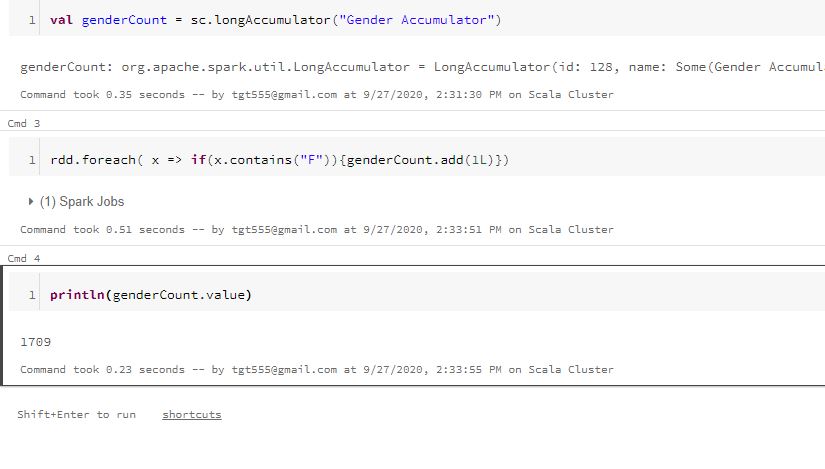 1 val genderCount = sc.longAccumulator("Gender Accumulator")
genderCount: org.apache.spark.util.LongAccumulator = LongAccumulator(id: 128, name: Some(Gender Accumul
Command took 0.35 seconds -- by tgt555@gmail.com at 9/27/2020, 2:31:30 PM on Scala Cluster
Cmd 3
1 rdd.foreach( x => if(x.contains("F")){genderCount.add(1L)})
(1) Spark Jobs
Command took 0.51 seconds -- by tgt555@gmail.com at 9/27/2020, 2:33:51 PM on Scala Cluster
Cmd 4
1 println(genderCount.value)
1709
Command took 0.23 seconds -- by tgt555@gmail.com at 9/27/2020, 2:33:55 PM on Scala Cluster
Shift+Enter to run shortcuts